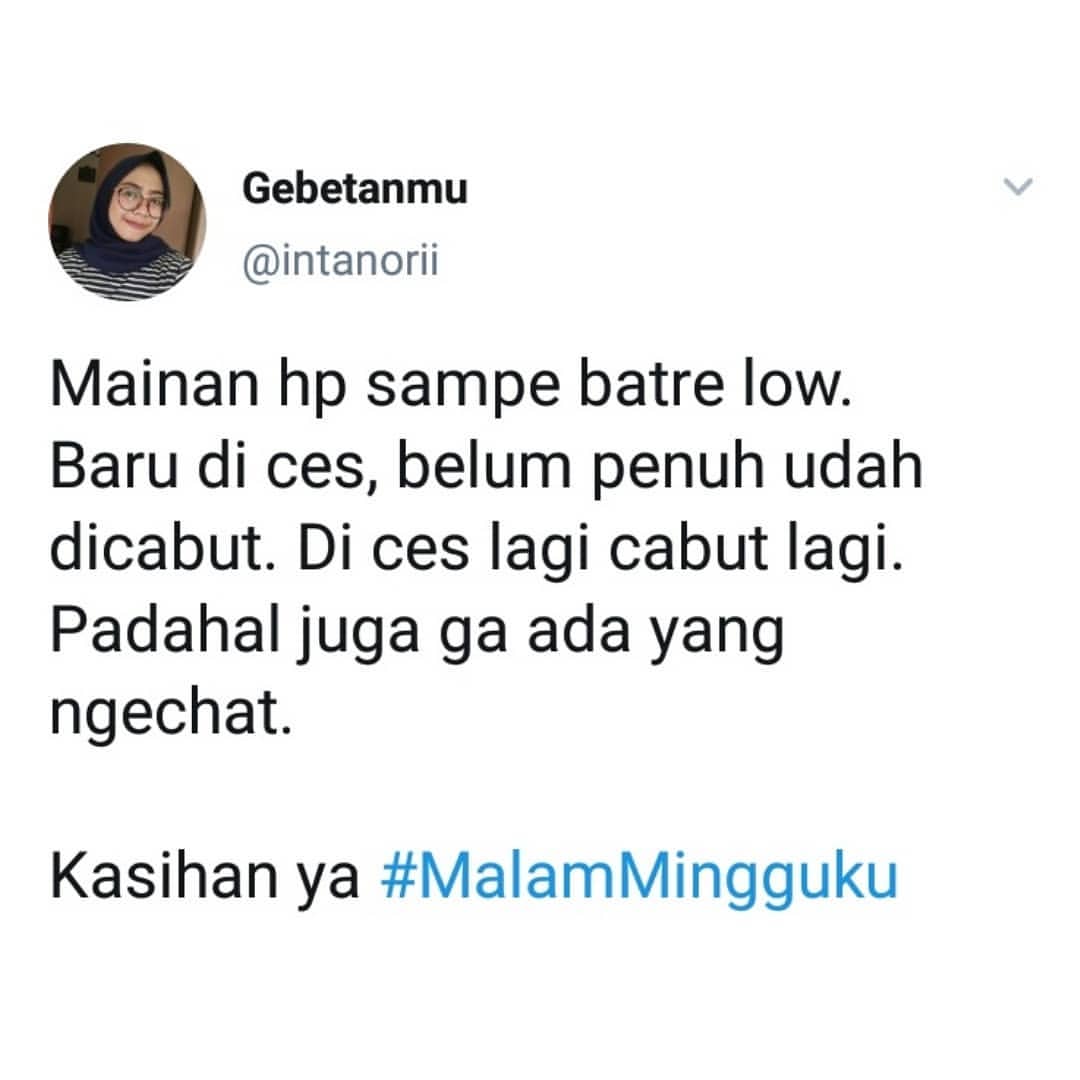 Gebetanmu
@intanorii
Mainan hp sampe batre low.
Baru di ces, belum penuh udah
dicabut. Di ces lagi cabut lagi.
Padahal juga ga ada yang
ngechat.
Kasihan ya #MalamMingguku